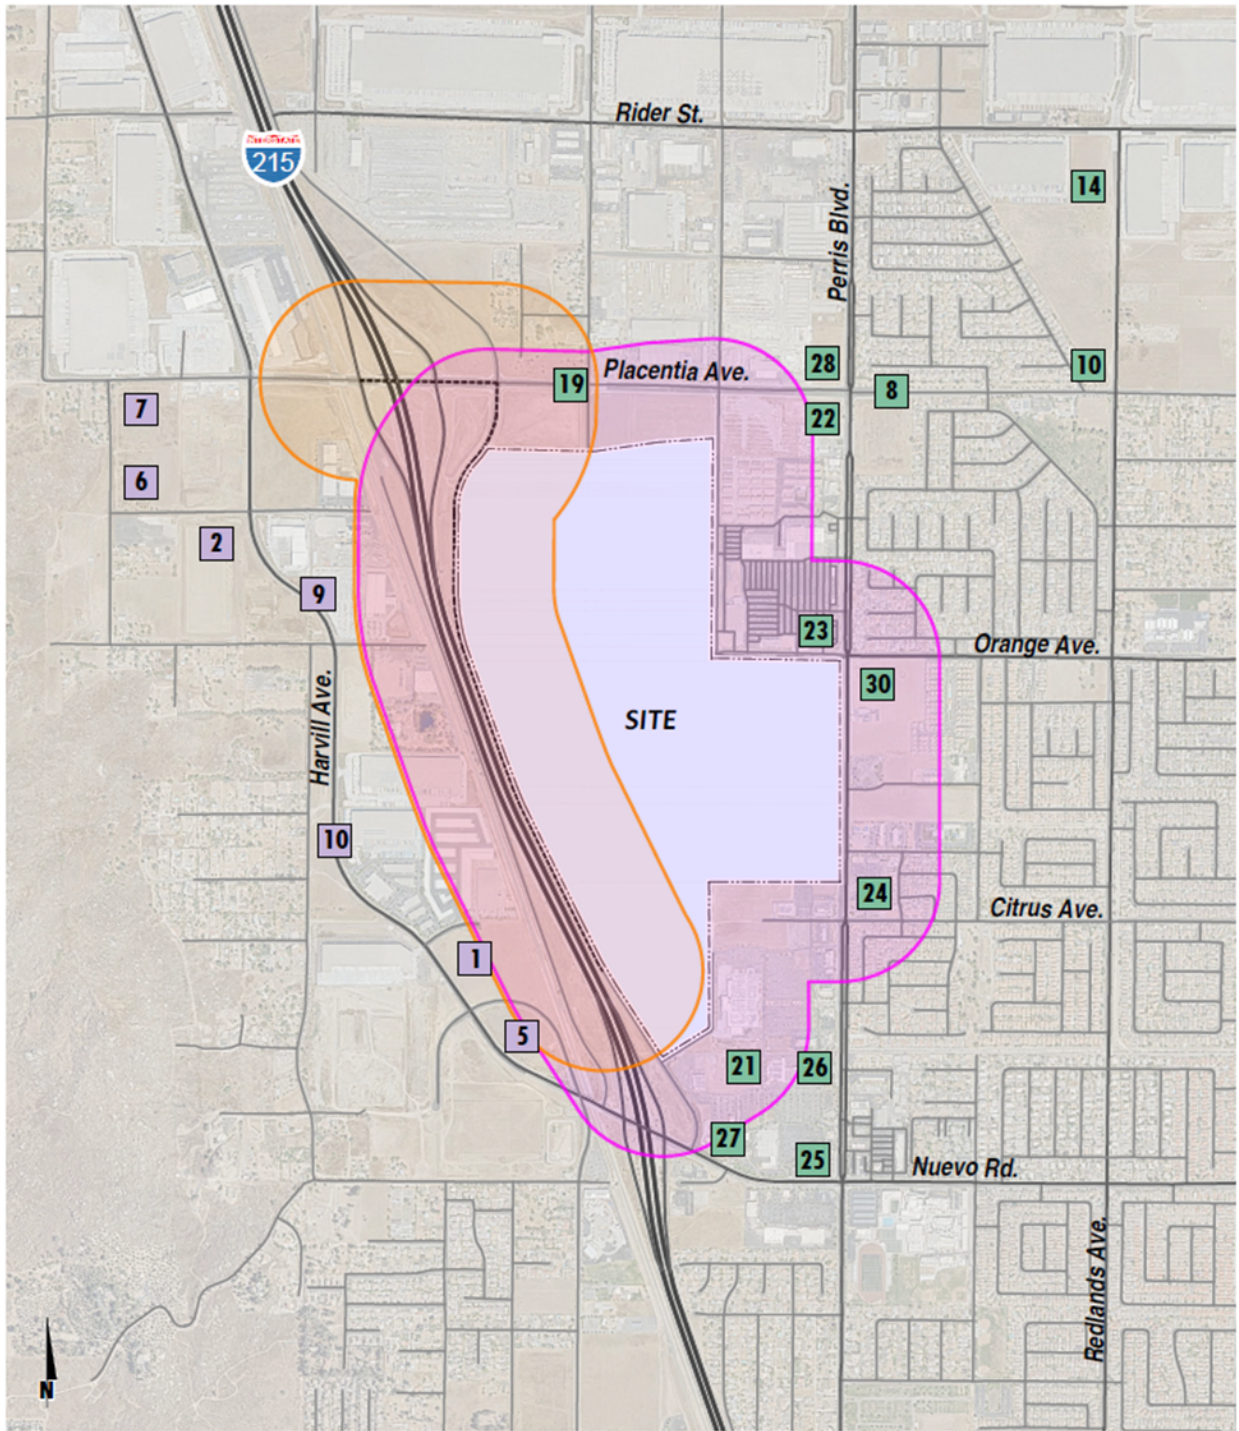 Rider St.
INTERSTATE
215
14
Perris Blvd.
28
10
Placentia Ave.
19
8
7
22
6
2
9
23
Orange Ave.
30
SITE
Harvill Ave.
10
24
Citrus Ave.
1
5
21
26
27
25
Nuevo Rd.
Redlands Ave.
N